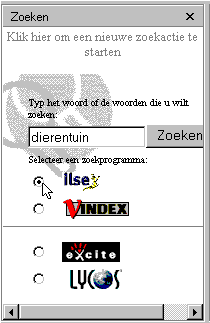 Zoeken
Klik hier om een nieuwe zoekactie te
starten
Typ het woord of de woorden die u wilt
zoeken:
dierentuin
Zoeken
Selecteer een zoekprogramma:
ilse
VINDEX
eXcite
LYCOS